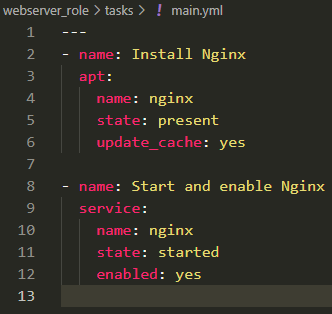 webserver_role > tasks > ! main.yml
1 ---
2 - name: Install Nginx
3   apt:
4     name: nginx
5     state: present
6     update_cache: yes
7
8 - name: Start and enable Nginx
9   service:
10     name: nginx
11     state: started
12     enabled: yes
13